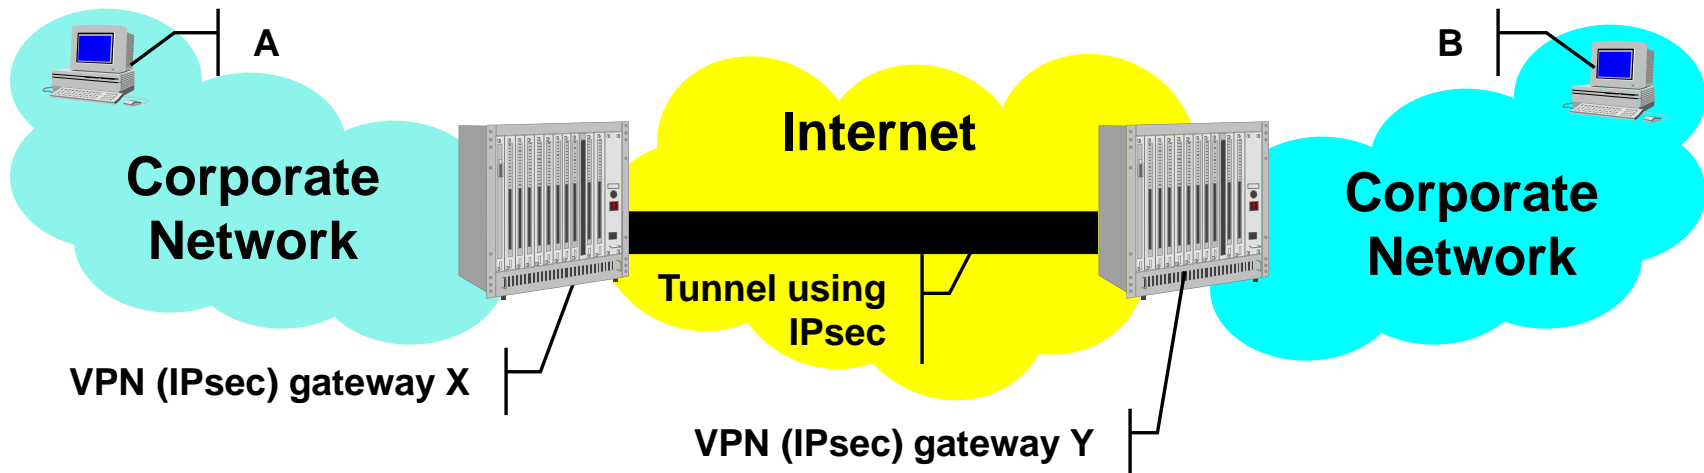 A
B
Internet
Corporate
Network
Corporate
Network
Tunnel using
IPsec
VPN (IPsec) gateway X
VPN (IPsec) gateway Y